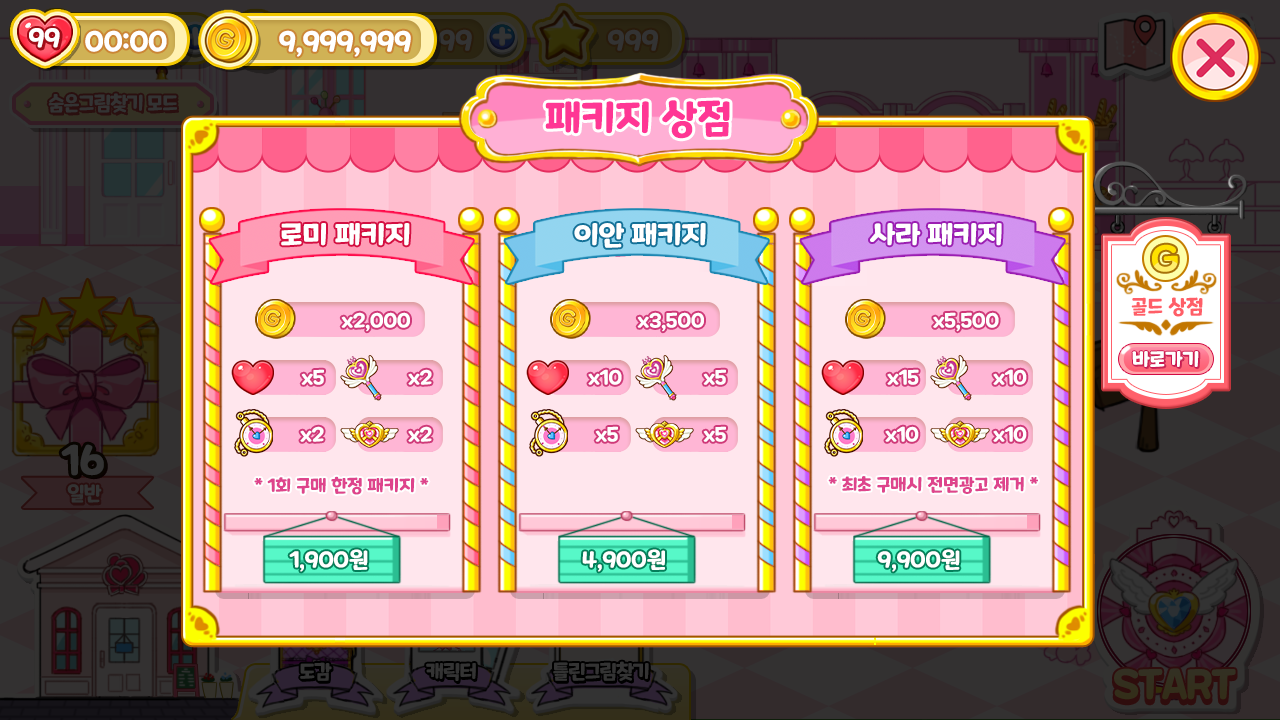 99 00:00 G 9,999,999 99 999
숨은그림찾기 모드
패키지 상점
로미 패키지
G x2,000
x5 x2
x2 x2
* 1회 구매 한정 패키지 *
1,900원
이안 패키지
G x3,500
x10 x5
x5 x5
4,900원
사라 패키지
G x5,500
x15 x10
x10 x10
* 최초 구매시 전면광고 제거 *
9,900원
G
골드 상점
바로가기
16
일반
도감 캐릭터 틀린그림찾기
START